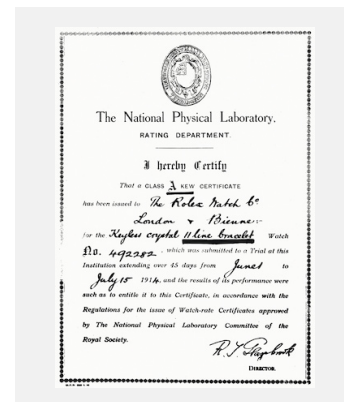 The National Physical Laboratory.
RATING DEPARTMENT.
I hereby Certify
That a CLASS A KEW CERTIFICATE
has been issued to The Rolex Watch Co
London & Bienne
for the Keyless crystal 11 line bracelet Watch
No. 492282, which was submitted to a Trial at this
Institution extending over 45 days from June 1 to
July 15 1914, and the results of its performance were
such as to entitle it to this Certificate, in accordance with the
Regulations for the issue of Watch-rate Certificates approved
by The National Physical Laboratory Committee of the
Royal Society.
DIRECTOR.